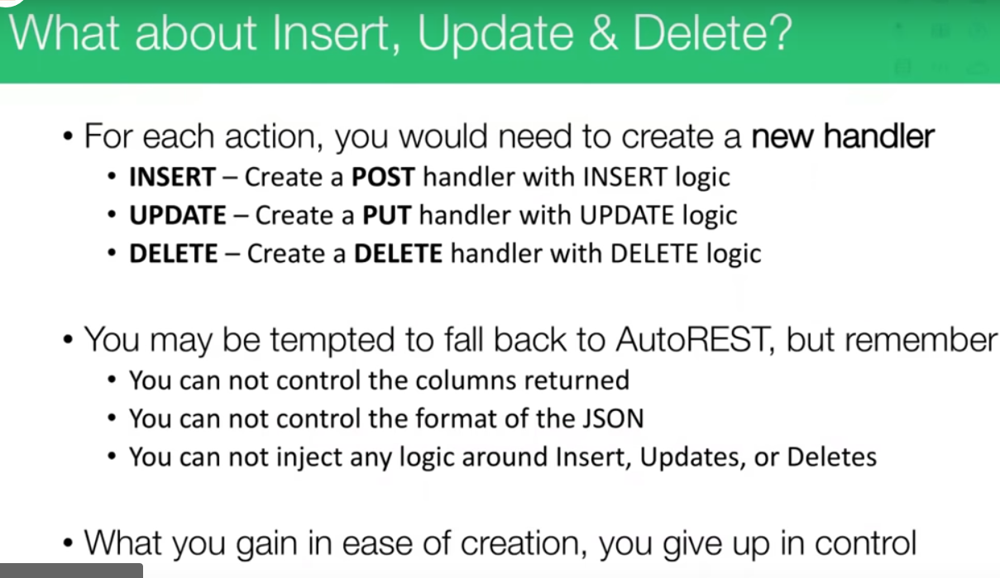 What about Insert, Update & Delete?
• For each action, you would need to create a new handler
• INSERT – Create a POST handler with INSERT logic
• UPDATE – Create a PUT handler with UPDATE logic
• DELETE – Create a DELETE handler with DELETE logic
• You may be tempted to fall back to AutoREST, but remember
• You can not control the columns returned
• You can not control the format of the JSON
• You can not inject any logic around Insert, Updates, or Deletes
• What you gain in ease of creation, you give up in control